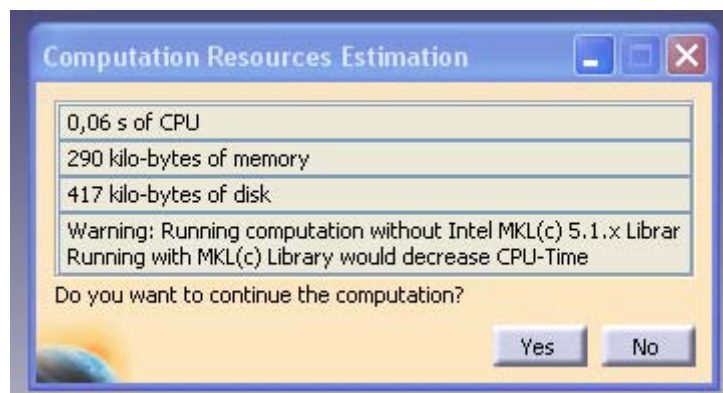 Computation Resources Estimation
0,06 s of CPU
290 kilo-bytes of memory
417 kilo-bytes of disk
Warning: Running computation without Intel MKL(c) 5.1.x Librar
Running with MKL(c) Library would decrease CPU-Time
Do you want to continue the computation?
Yes No